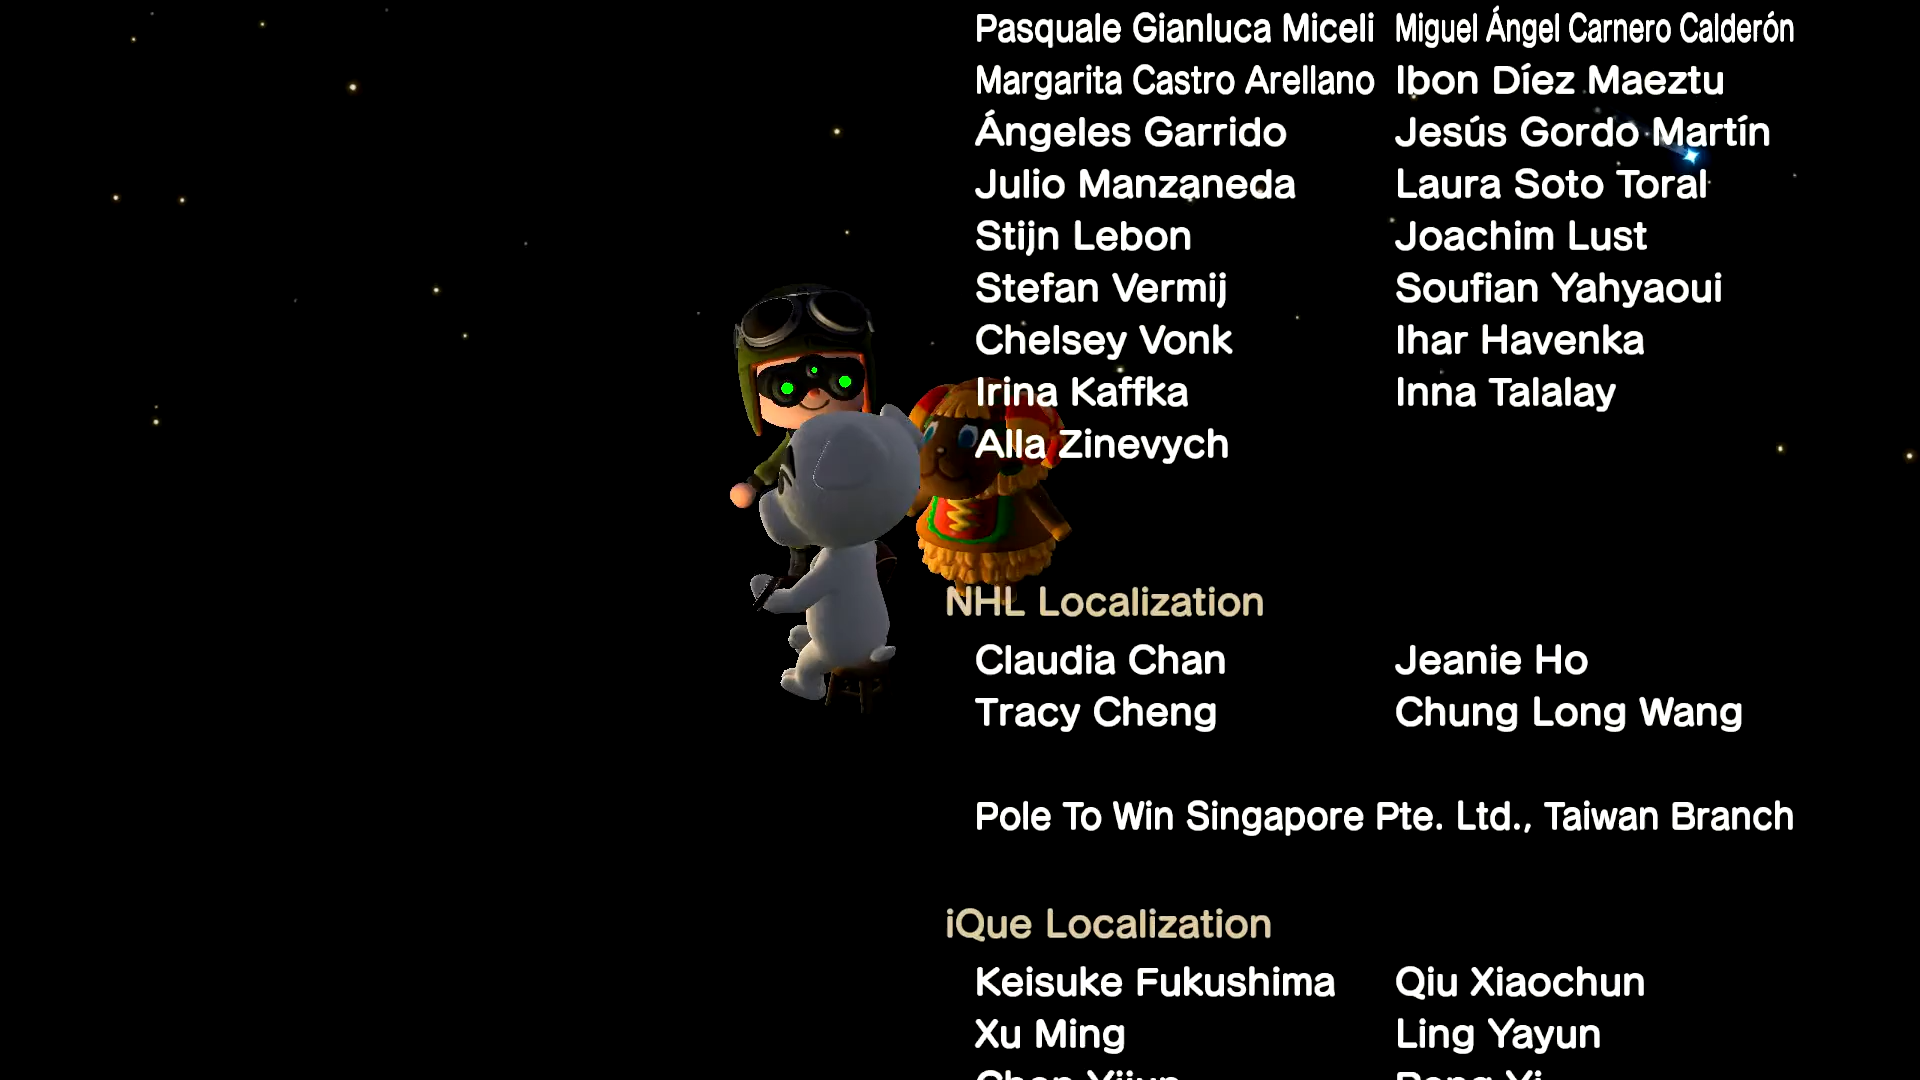 Pasquale Gianluca Miceli Miguel Ángel Carnero Calderón
Margarita Castro Arellano Ibon Díez Maeztu
Ángeles Garrido Jesús Gordo Martín
Julio Manzaneda Laura Soto Toral
Stijn Lebon Joachim Lust
Stefan Vermij Soufian Yahyaoui
Chelsey Vonk Ihar Havenka
Irina Kaffka Inna Talalay
Alla Zinevych
NHL Localization
Claudia Chan Jeanie Ho
Tracy Cheng Chung Long Wang
Pole To Win Singapore Pte. Ltd., Taiwan Branch
iQue Localization
Keisuke Fukushima Qiu Xiaochun
Xu Ming Ling Yayun